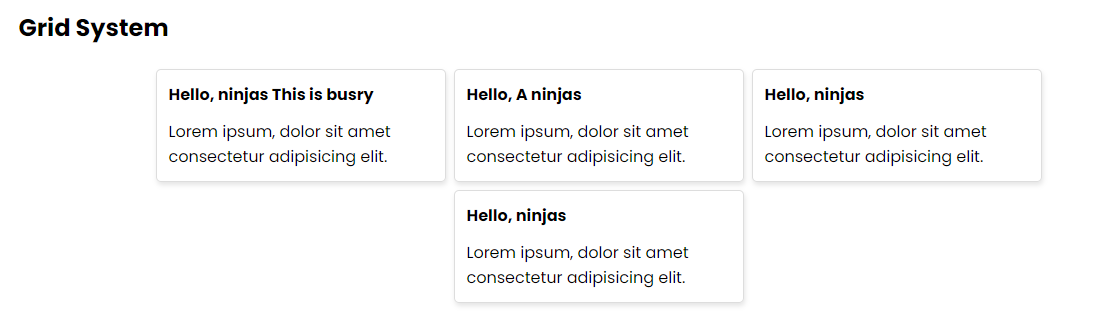 Grid System
Hello, ninjas This is busry
Lorem ipsum, dolor sit amet
consectetur adipisicing elit.
Hello, A ninjas
Lorem ipsum, dolor sit amet
consectetur adipisicing elit.
Hello, ninjas
Lorem ipsum, dolor sit amet
consectetur adipisicing elit.
Hello, ninjas
Lorem ipsum, dolor sit amet
consectetur adipisicing elit.